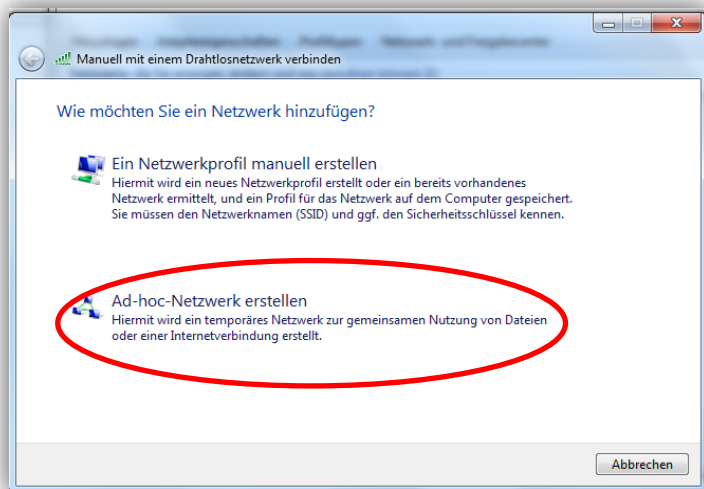 Manuell mit einem Drahtlosnetzwerk verbinden
Wie möchten Sie ein Netzwerk hinzufügen?
Ein Netzwerkprofil manuell erstellen
Hiermit wird ein neues Netzwerkprofil erstellt oder ein bereits vorhandenes
Netzwerk ermittelt, und ein Profil für das Netzwerk auf dem Computer gespeichert.
Sie müssen den Netzwerknamen (SSID) und ggf. den Sicherheitsschlüssel kennen.
Ad-hoc-Netzwerk erstellen
Hiermit wird ein temporäres Netzwerk zur gemeinsamen Nutzung von Dateien
oder einer Internetverbindung erstellt.
Abbrechen